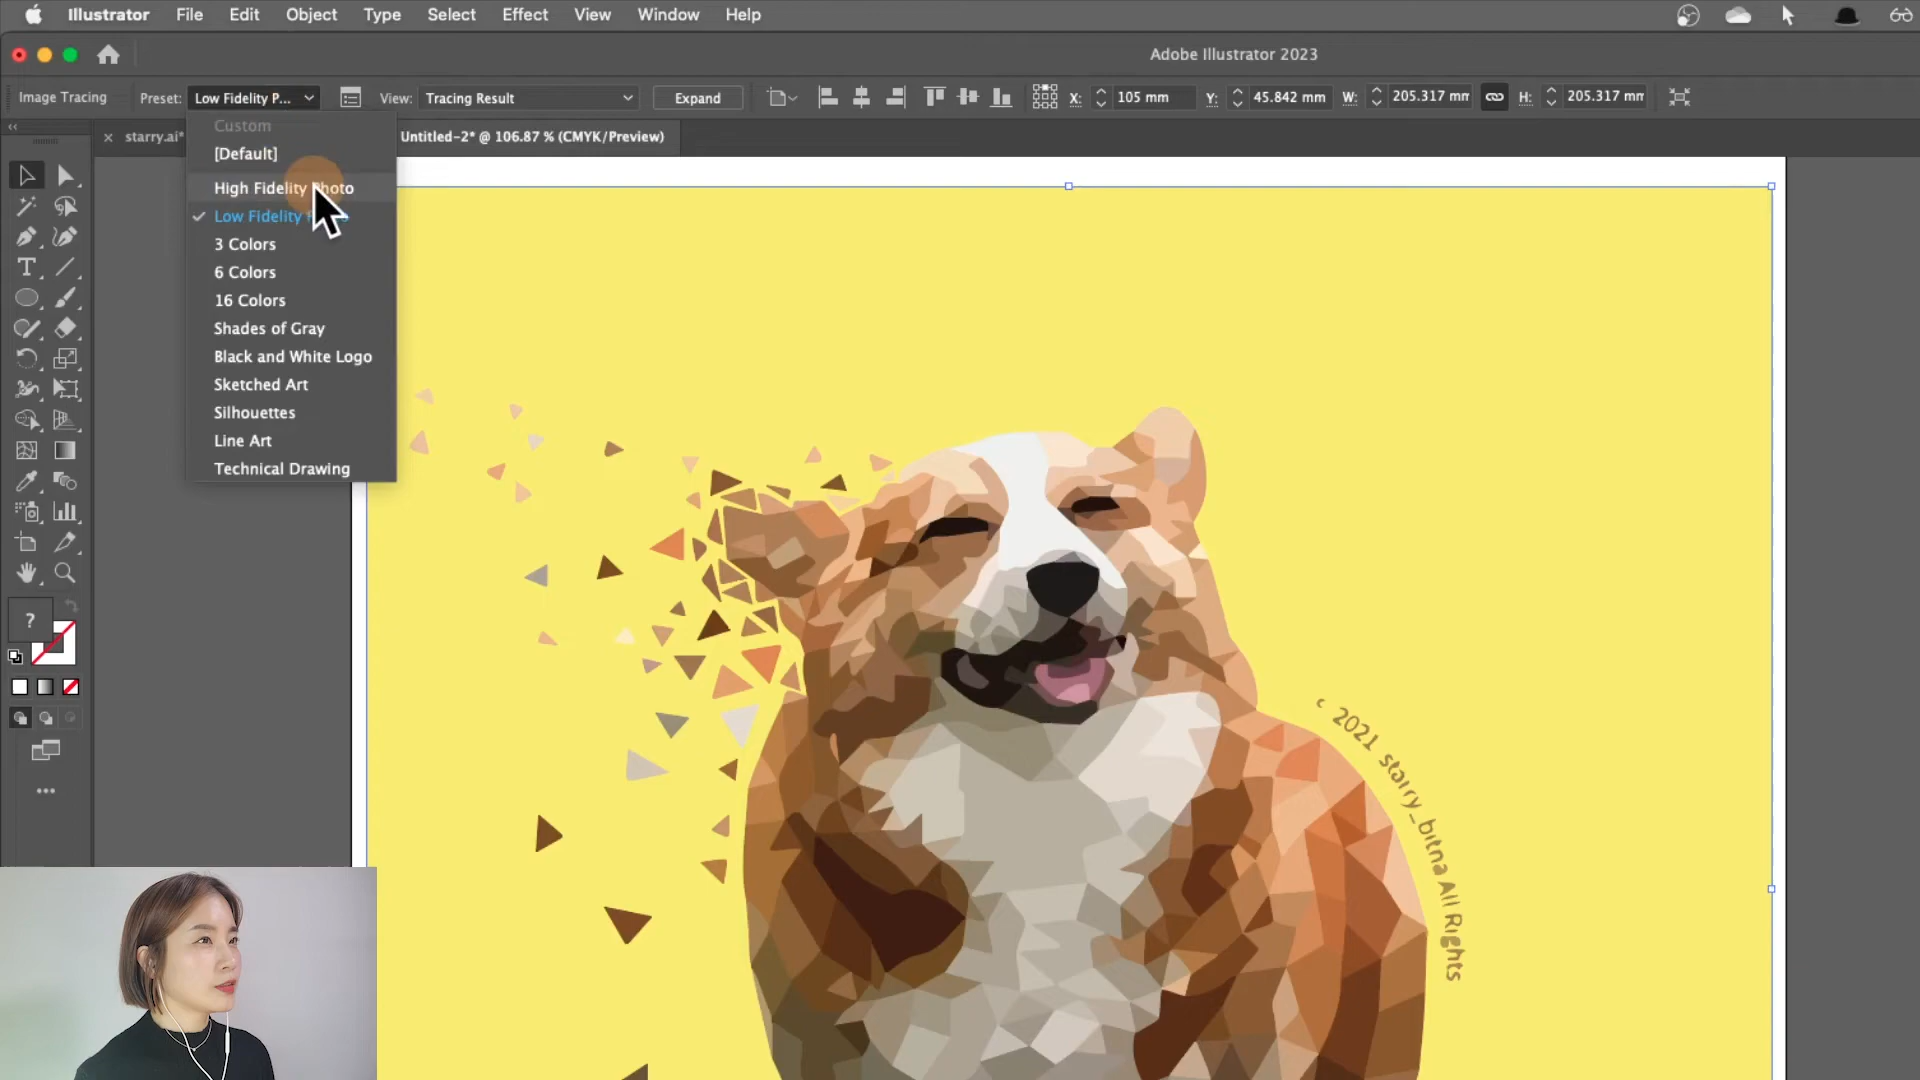 Illustrator File Edit Object Type Select Effect View Window Help
Adobe Illustrator 2023
Image Tracing Preset: Low Fidelity P... View: Tracing Result Expand X: 105 mm Y: 45.842 mm W: 205.317 mm H: 205.317 mm
starry.ai* Untitled-2* @ 106.87 % (CMYK/Preview)
Custom
[Default]
High Fidelity Photo
Low Fidelity
3 Colors
6 Colors
16 Colors
Shades of Gray
Black and White Logo
Sketched Art
Silhouettes
Line Art
Technical Drawing
?
2021 starry_bitna All Rights